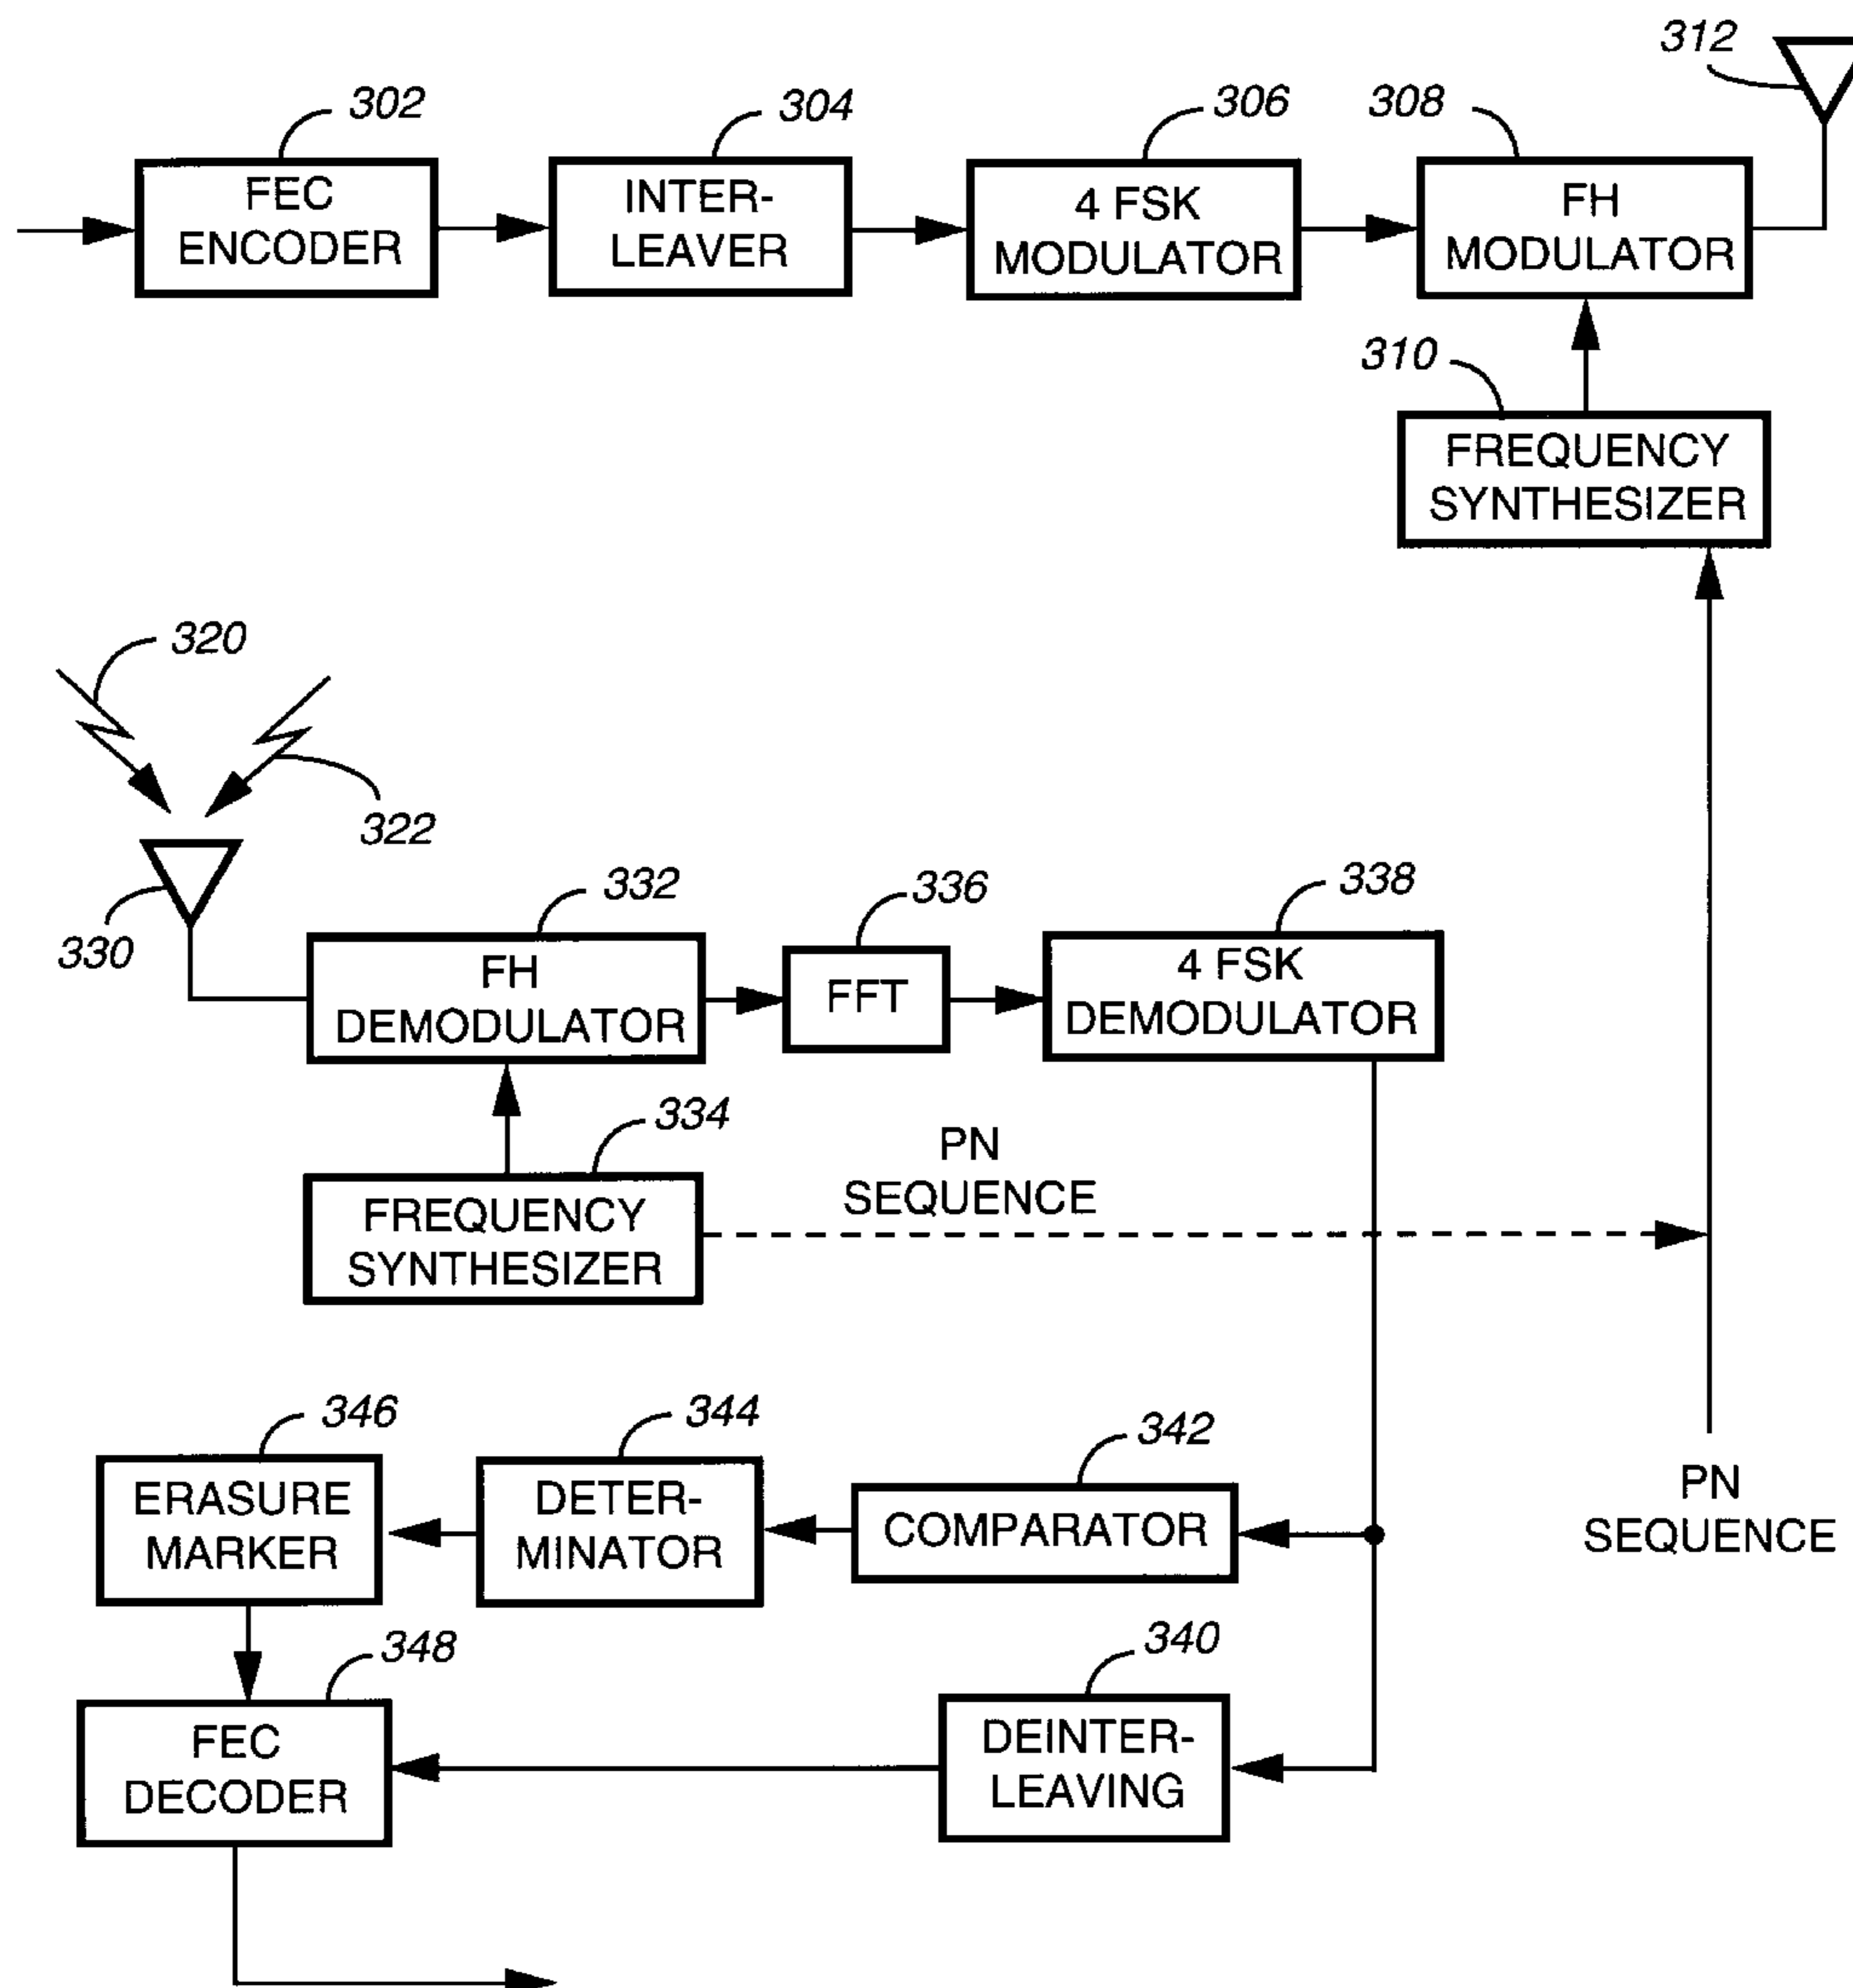 312
302
304
306
308
FEC
ENCODER
INTER-
LEAVER
4 FSK
MODULATOR
FH
MODULATOR
310
FREQUENCY
SYNTHESIZER
320
322
330
332
336
338
FH
DEMODULATOR
FFT
4 FSK
DEMODULATOR
334
FREQUENCY
SYNTHESIZER
PN
SEQUENCE
346
344
342
ERASURE
MARKER
DETER-
MINATOR
COMPARATOR
PN
SEQUENCE
348
340
FEC
DECODER
DEINTER-
LEAVING